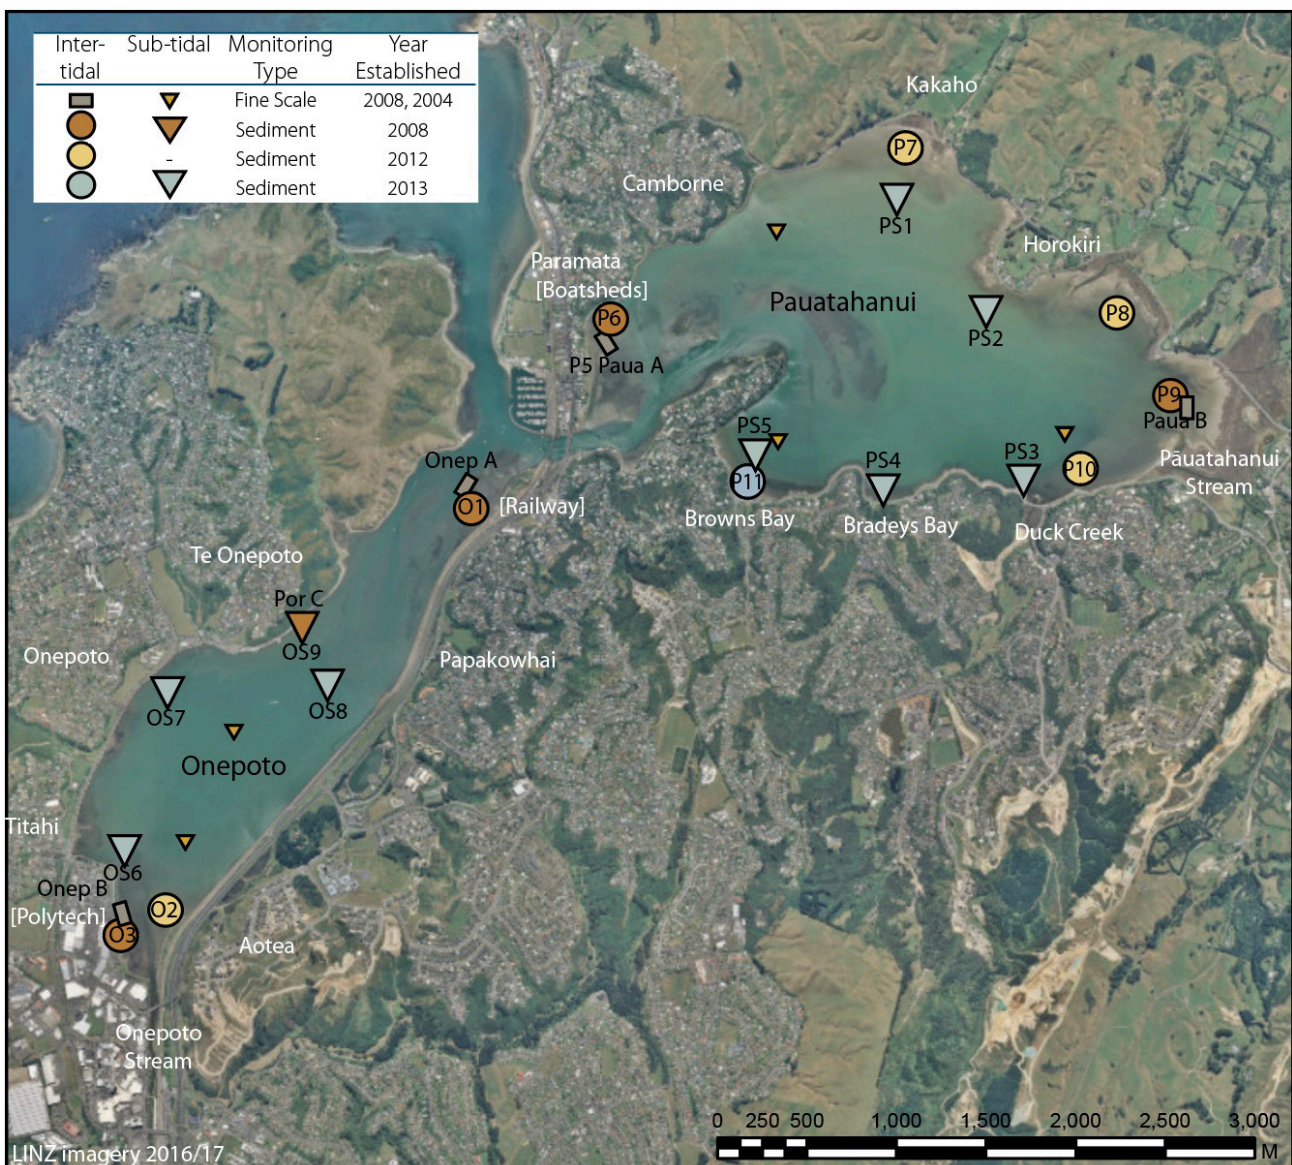 Inter- Sub-tidal Monitoring Year
tidal Type Established
Fine Scale 2008, 2004
Sediment 2008
- Sediment 2012
Sediment 2013
Kakaho
P7
Camborne
PS1
Horokiri
Paramata
[Boatsheds]
Pauatahanui
P6
P8
PS2
P5 Paua A
P9
Paua B
PS5
Onep A
PS4
PS3
Pāuatahanui
Stream
P10
P11
O1
[Railway]
Browns Bay
Bradeys Bay
Duck Creek
Te Onepoto
Por C
OS9
Onepoto
Papakowhai
OS7
OS8
Onepoto
Titahi
OS6
Onep B
[Polytech]
O2
O3
Aotea
Onepoto
Stream
0 250 500 1,000 1,500 2,000 2,500 3,000
M
LINZ imagery 2016/17